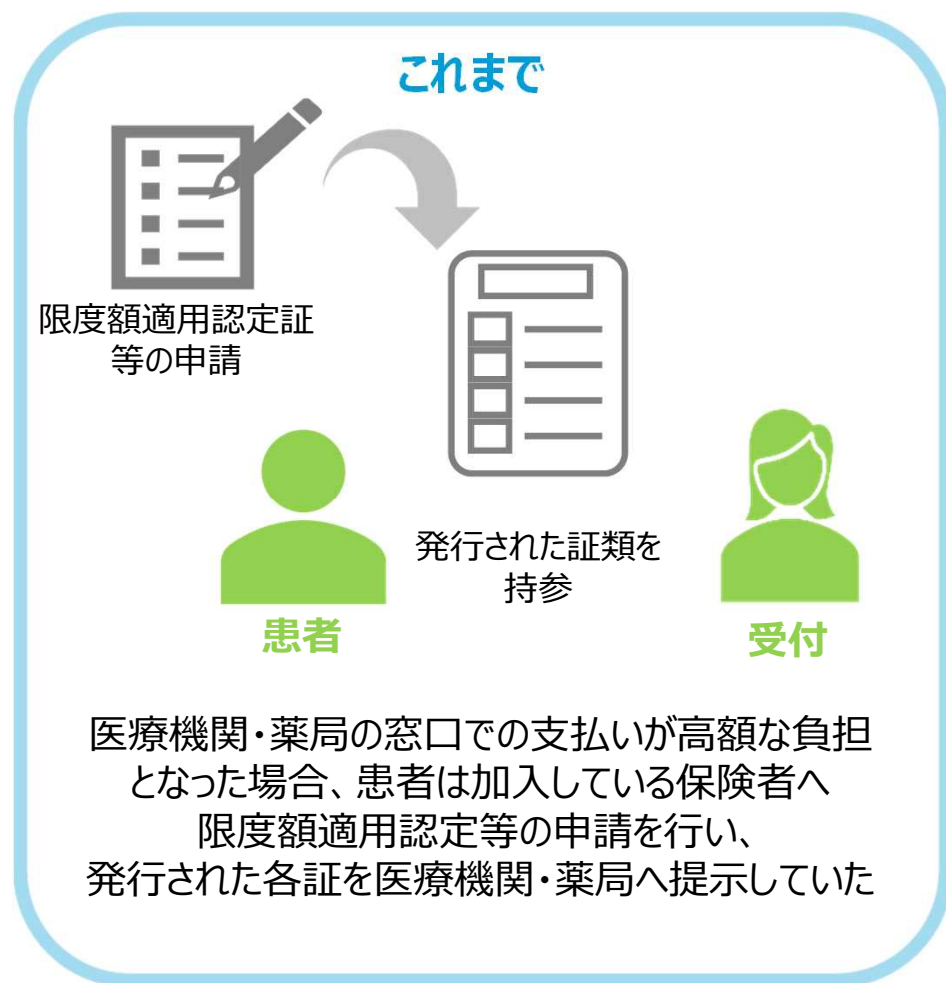 これまで
限度額適用認定証
等の申請
発行された証類を
持参
患者
受付
医療機関・薬局の窓口での支払いが高額な負担
となった場合、患者は加入している保険者へ
限度額適用認定等の申請を行い、
発行された各証を医療機関・薬局へ提示していた